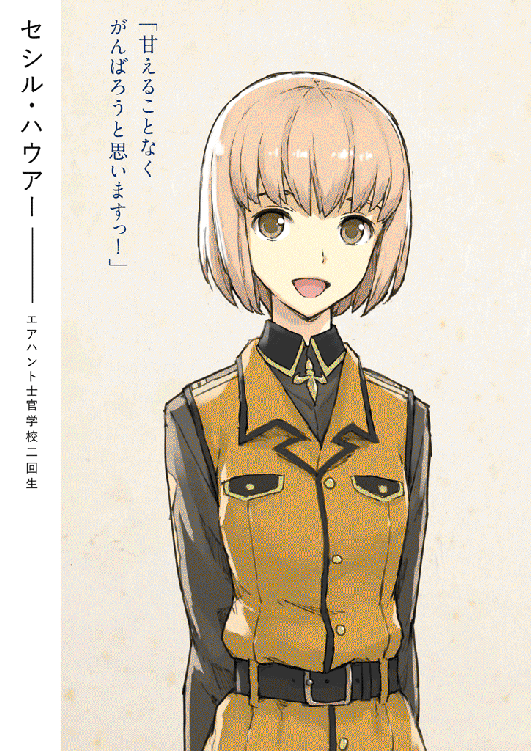 「甘えることなく
がんばろうと思いますっ！」
セシル・ハウアー――エアハント士官学校二回生